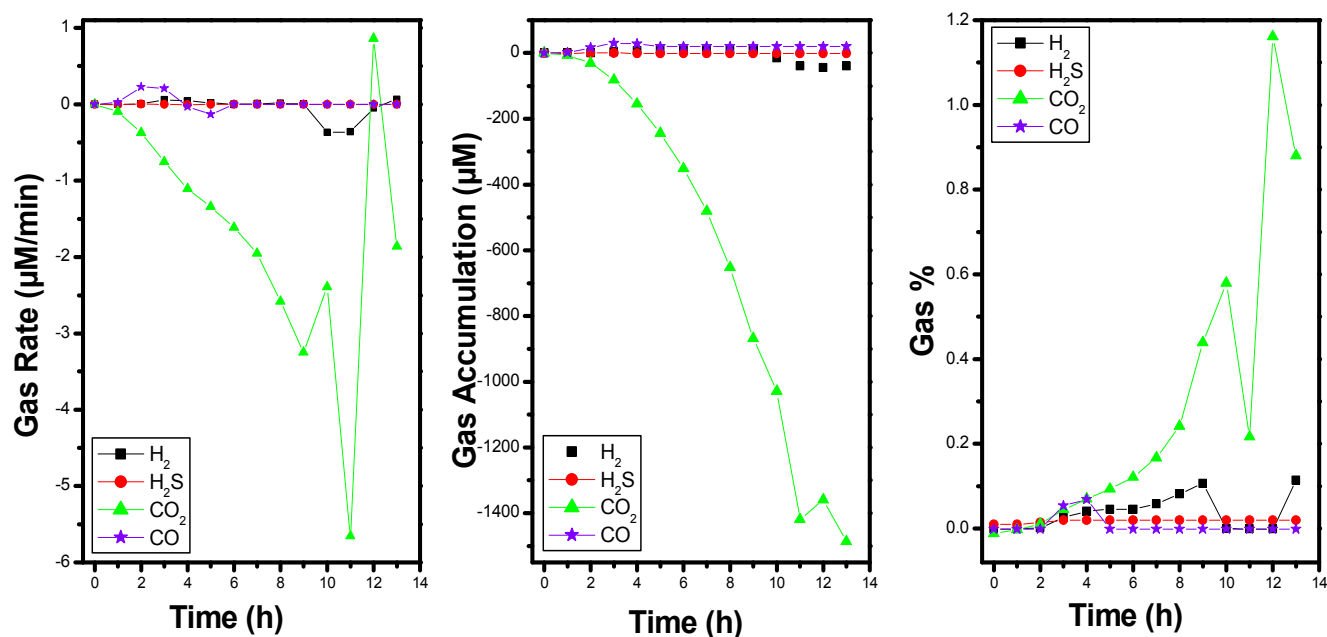 Gas Rate (µM/min)
1
0
-1
-2
-3
-4
-5
-6
H₂
H₂S
CO₂
CO
0 2 4 6 8 10 12 14
Time (h)
Gas Accumulation (µM)
0
-200
-400
-600
-800
-1000
-1200
-1400
H₂
H₂S
CO₂
CO
0 2 4 6 8 10 12 14
Time (h)
Gas %
1.2
1.0
0.8
0.6
0.4
0.2
0.0
H₂
H₂S
CO₂
CO
0 2 4 6 8 10 12 14
Time (h)